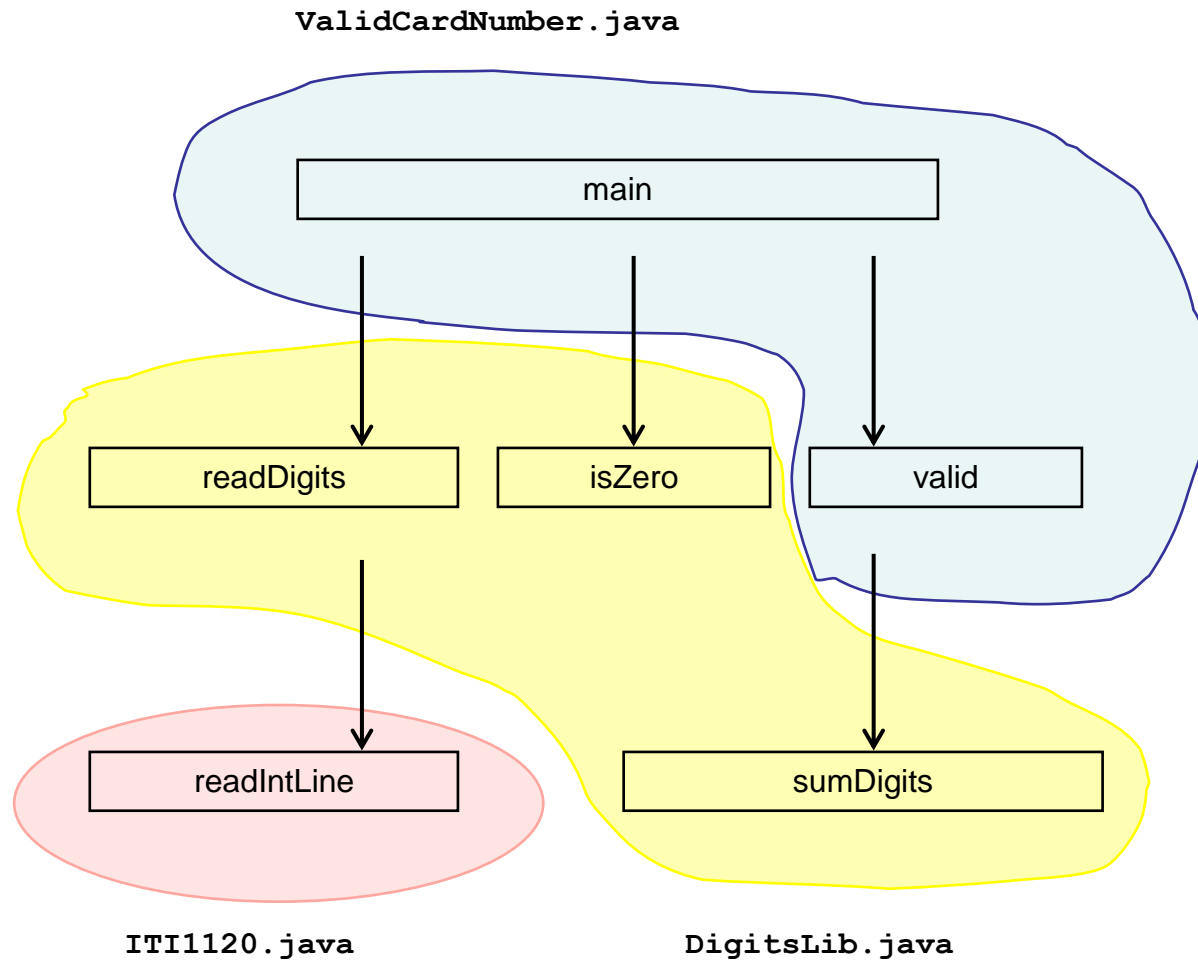 ValidCardNumber.java
main
readDigits
isZero
valid
readIntLine
sumDigits
ITI1120.java
DigitsLib.java